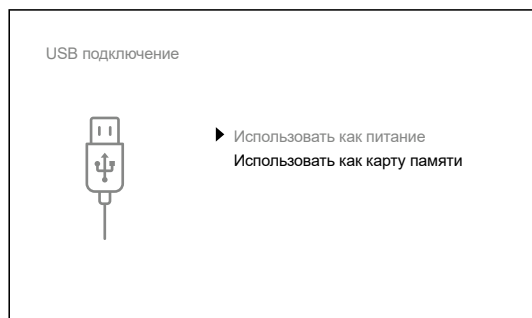 USB подключение
Использовать как питание
Использовать как карту памяти